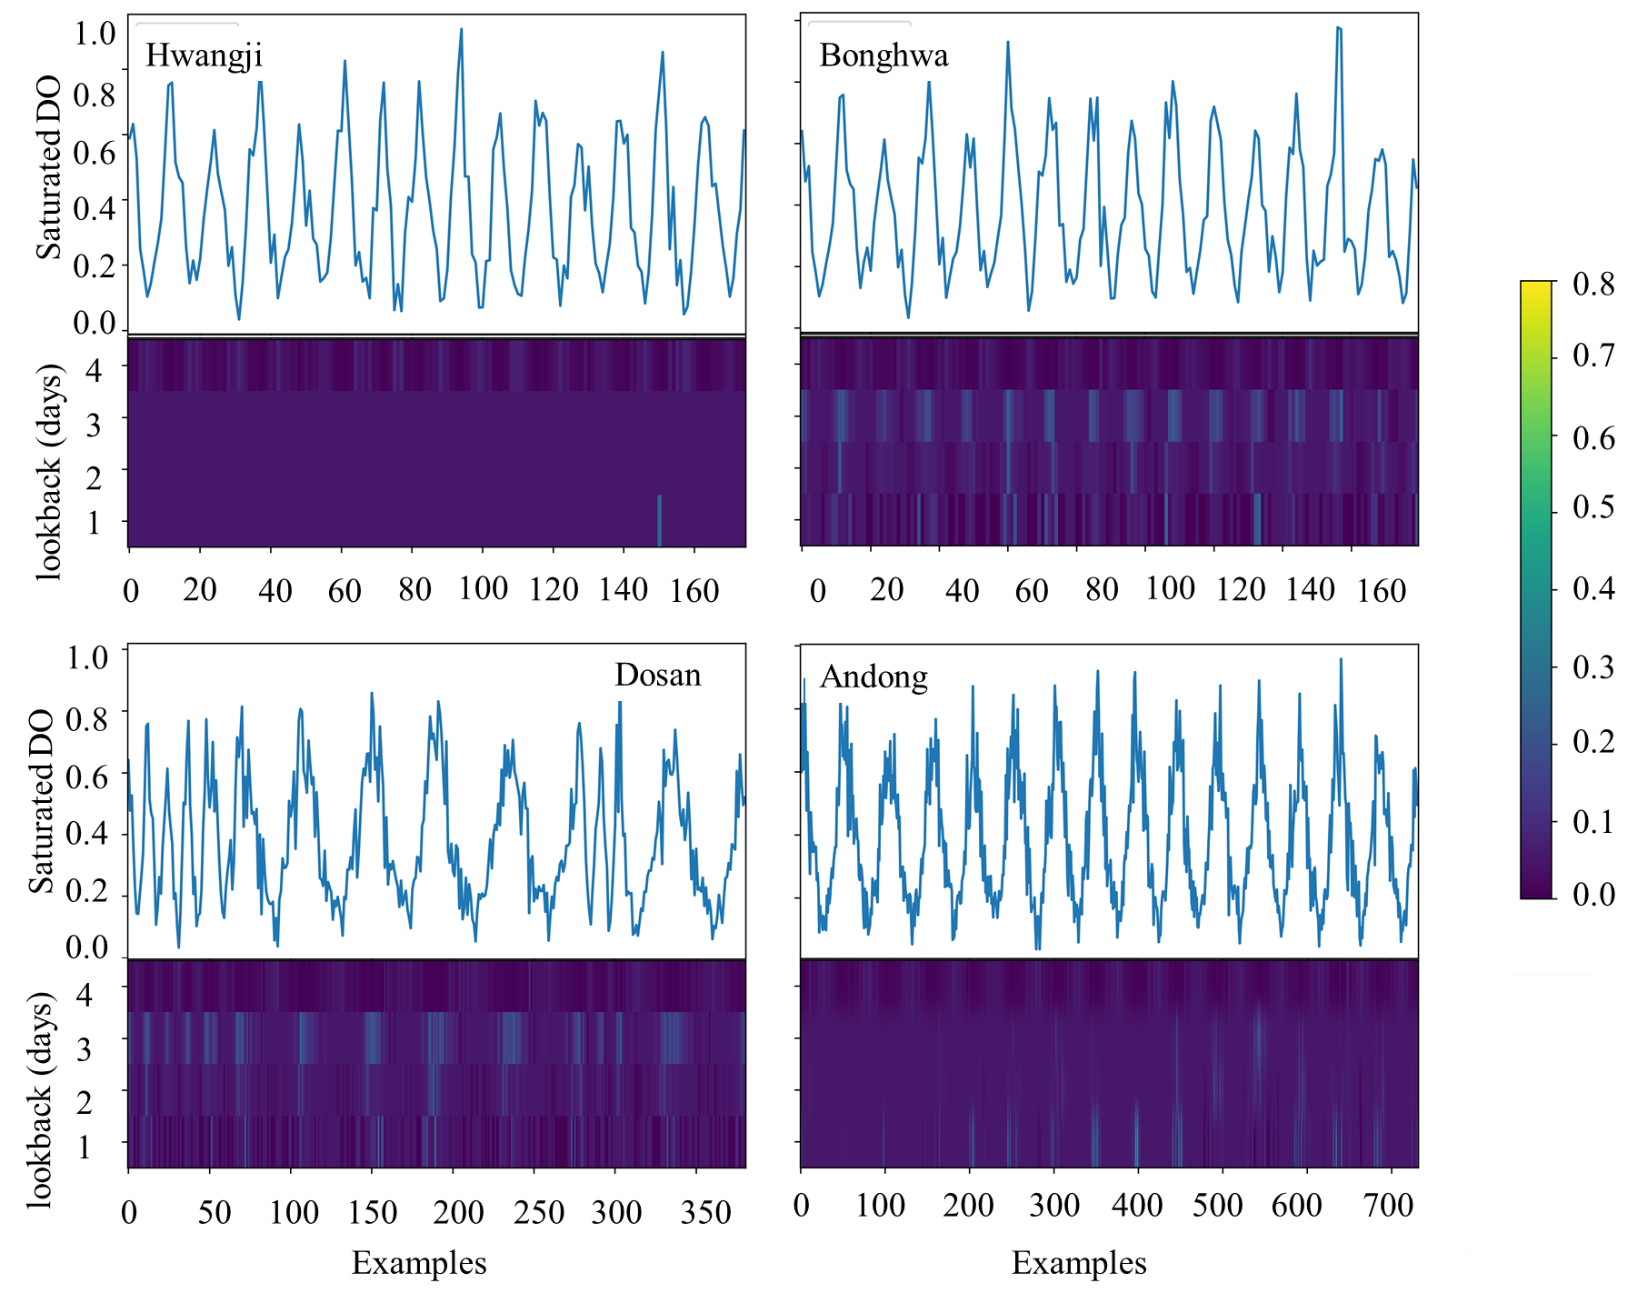 Hwangji
Saturated DO
1.0
0.8
0.6
0.4
0.2
0.0
lookback (days)
4
3
2
1
0 20 40 60 80 100 120 140 160
Bonghwa
0 20 40 60 80 100 120 140 160
Dosan
Saturated DO
1.0
0.8
0.6
0.4
0.2
0.0
lookback (days)
4
3
2
1
0 50 100 150 200 250 300 350
Examples
Andong
0 100 200 300 400 500 600 700
Examples
0.8
0.7
0.6
0.5
0.4
0.3
0.2
0.1
0.0